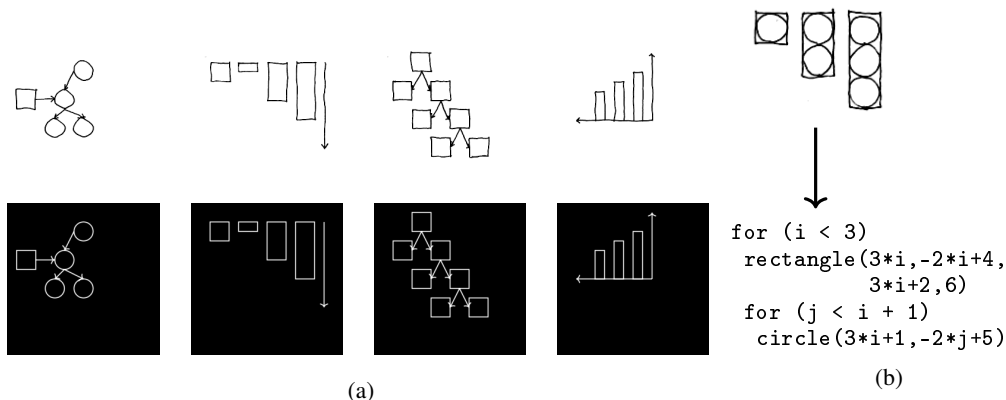 for (i < 3)
rectangle(3*i,-2*i+4,
3*i+2,6)
for (j < i + 1)
circle(3*i+1,-2*j+5)
(a)
(b)